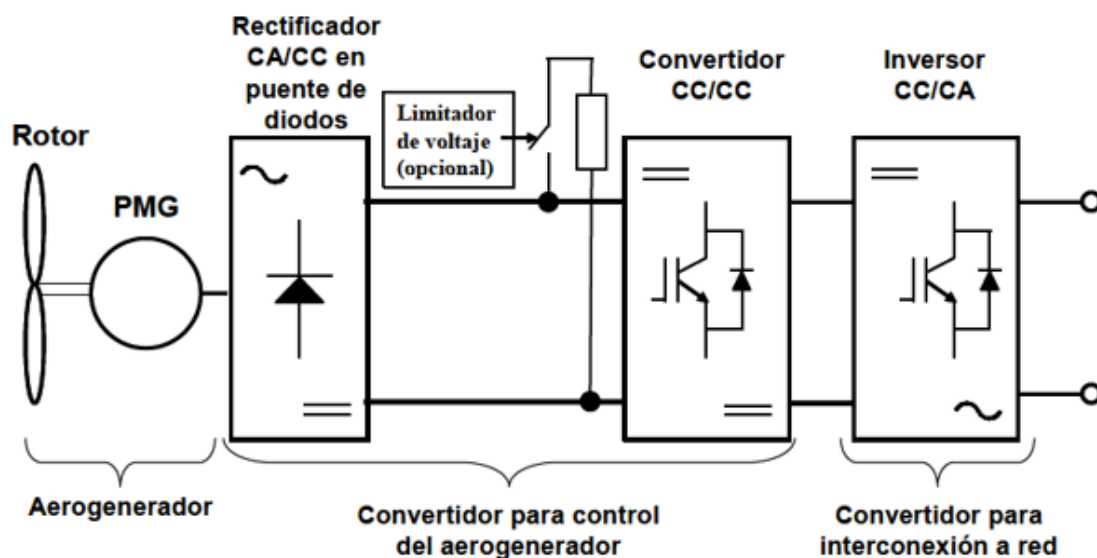 Rectificador
CA/CC en
puente de
diodos
Convertidor
CC/CC
Inversor
CC/CA
Limitador
de voltaje
(opcional)
Rotor
PMG
Aerogenerador
Convertidor para control
del aerogenerador
Convertidor para
interconexión a red